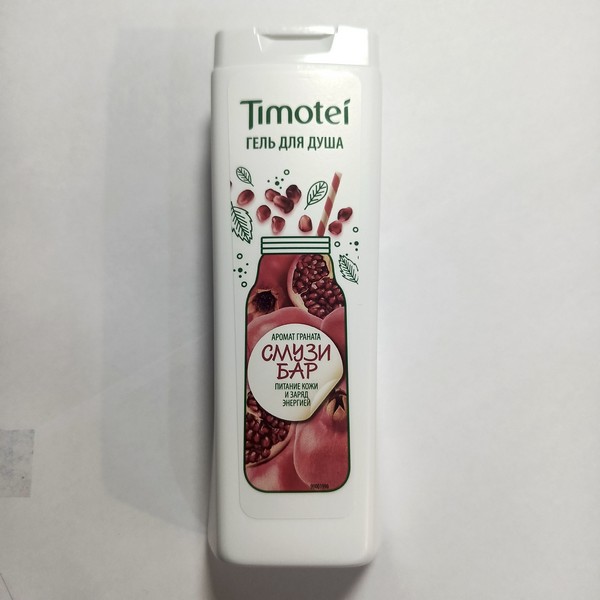 Timotei
ГЕЛЬ ДЛЯ ДУША
АРОМАТ ГРАНАТА
СМУЗИ
БАР
ПИТАНИЕ КОЖИ
И ЗАРЯД
ЭНЕРГИЕЙ